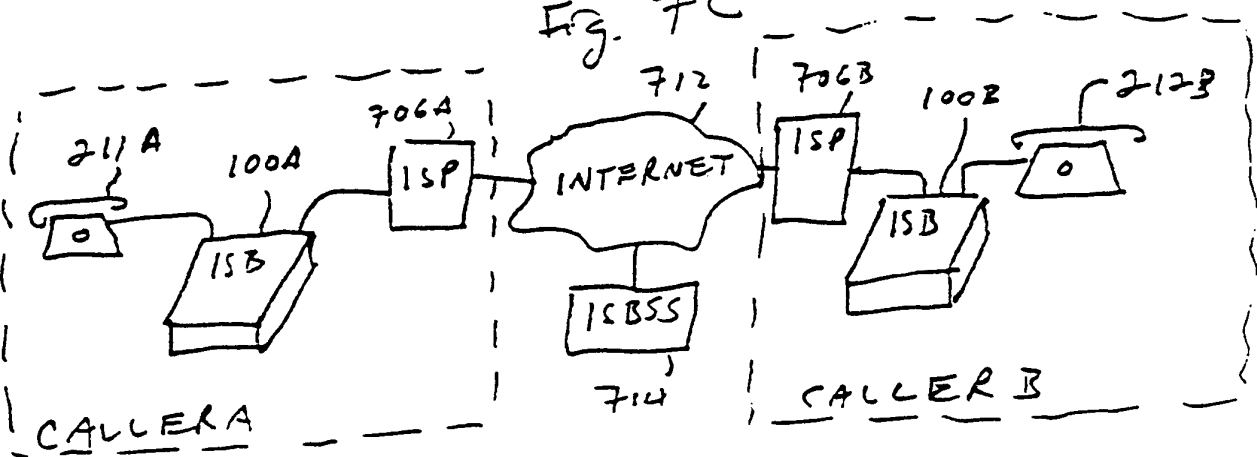 Fig. 7C
712
706B
100B
212B
706A
211A
100A
ISP
INTERNET
ISP
ISB
ISB
ISBSS
714
CALLER A
CALLER B